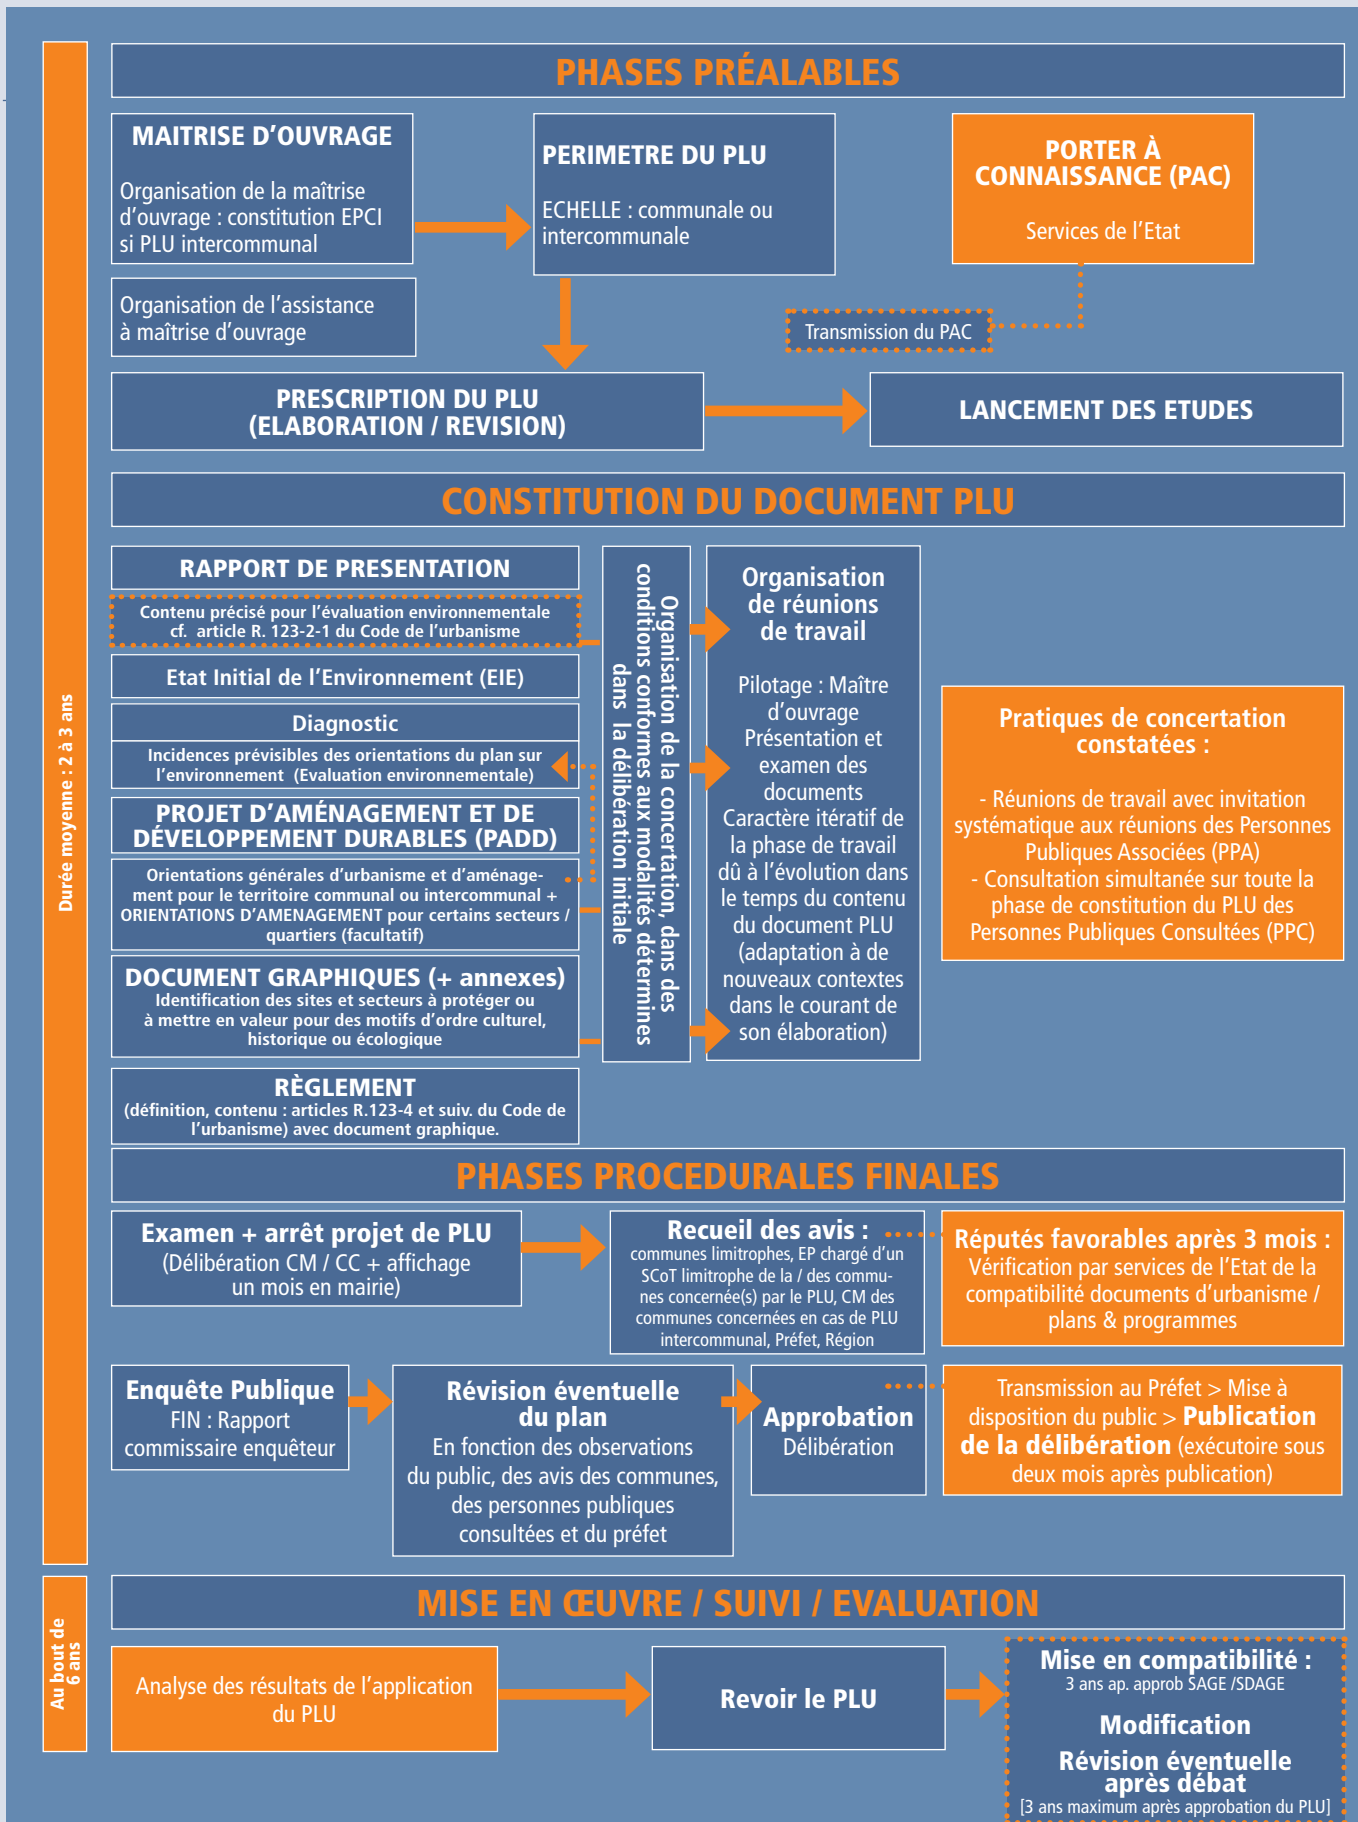 PHASES PRÉALABLES
MAITRISE D'OUVRAGE
Organisation de la maîtrise
d'ouvrage : constitution EPCI
si PLU intercommunal
Organisation de l'assistance
à maîtrise d'ouvrage
PERIMETRE DU PLU
ECHELLE : communale ou
intercommunale
PORTER À
CONNAISSANCE (PAC)
Services de l'Etat
Transmission du PAC
PRESCRIPTION DU PLU
(ELABORATION / REVISION)
LANCEMENT DES ETUDES
CONSTITUTION DU DOCUMENT PLU
RAPPORT DE PRESENTATION
Contenu précisé pour l'évaluation environnementale
cf. article R. 123-2-1 du Code de l'urbanisme
Etat Initial de l'Environnement (EIE)
Diagnostic
Incidences prévisibles des orientations du plan sur
l'environnement (Evaluation environnementale)
PROJET D'AMÉNAGEMENT ET DE
DÉVELOPPEMENT DURABLES (PADD)
Orientations générales d'urbanisme et d'aménage-
ment pour le territoire communal ou intercommunal +
ORIENTATIONS D'AMENAGEMENT pour certains secteurs /
quartiers (facultatif)
DOCUMENT GRAPHIQUES (+ annexes)
Identification des sites et secteurs à protéger ou
à mettre en valeur pour des motifs d'ordre culturel,
historique ou écologique
RÈGLEMENT
(définition, contenu : articles R.123-4 et suiv. du Code de
l'urbanisme) avec document graphique.
Organisation de la concertation, dans des
conditions conformes aux modalités détermines
dans la délibération initiale
Organisation
de réunions
de travail
Pilotage : Maître
d'ouvrage
Présentation et
examen des
documents
Caractère itératif de
la phase de travail
dû à l'évolution dans
le temps du contenu
du document PLU
(adaptation à de
nouveaux contextes
dans le courant de
son élaboration)
Pratiques de concertation
constatées :
- Réunions de travail avec invitation
systématique aux réunions des Personnes
Publiques Associées (PPA)
- Consultation simultanée sur toute la
phase de constitution du PLU des
Personnes Publiques Consultées (PPC)
Durée moyenne : 2 à 3 ans
PHASES PROCEDURALES FINALES
Examen + arrêt projet de PLU
(Délibération CM / CC + affichage
un mois en mairie)
Recueil des avis :
communes limitrophes, EP chargé d'un
SCoT limitrophe de la / des commu-
nes concernée(s) par le PLU, CM des
communes concernées en cas de PLU
intercommunal, Préfet, Région
Réputés favorables après 3 mois :
Vérification par services de l'Etat de la
compatibilité documents d'urbanisme /
plans & programmes
Enquête Publique
FIN : Rapport
commissaire enquêteur
Révision éventuelle
du plan
En fonction des observations
du public, des avis des communes,
des personnes publiques
consultées et du préfet
Approbation
Délibération
Transmission au Préfet > Mise à
disposition du public > Publication
de la délibération (exécutoire sous
deux mois après publication)
MISE EN ŒUVRE / SUIVI / EVALUATION
Au bout de
6 ans
Analyse des résultats de l'application
du PLU
Revoir le PLU
Mise en compatibilité :
3 ans ap. approb SAGE /SDAGE
Modification
Révision éventuelle
après débat
[3 ans maximum après approbation du PLU]